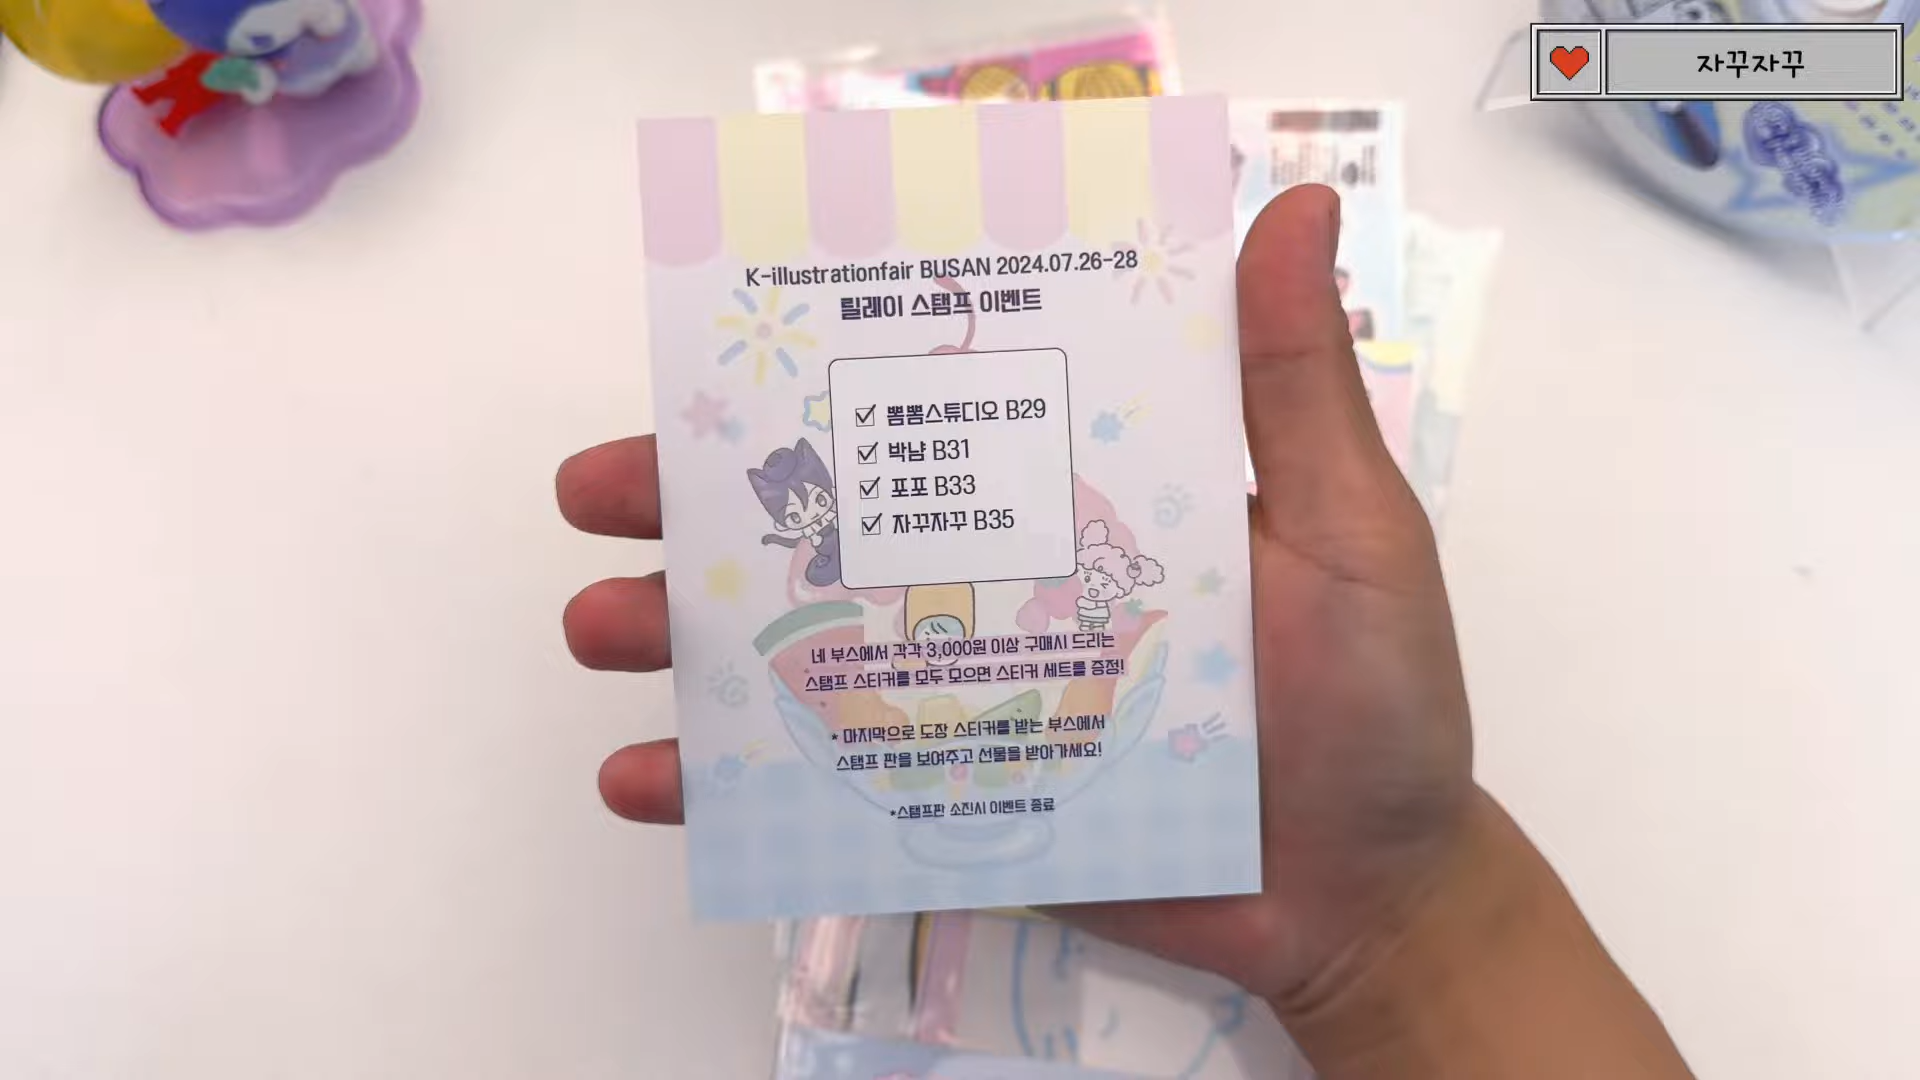 자꾸자꾸
K-illustrationfair BUSAN 2024.07.26-28
릴레이 스탬프 이벤트
뽐뽐스튜디오 B29
박냠 B31
포포 B33
자꾸자꾸 B35
네 부스에서 각각 3,000원 이상 구매시 드리는
스탬프 스티커를 모두 모으면 스티커 세트를 증정!
* 마지막으로 도장 스티커를 받는 부스에서
스탬프 판을 보여주고 선물을 받아가세요!
*스탬프판 소진시 이벤트 종료